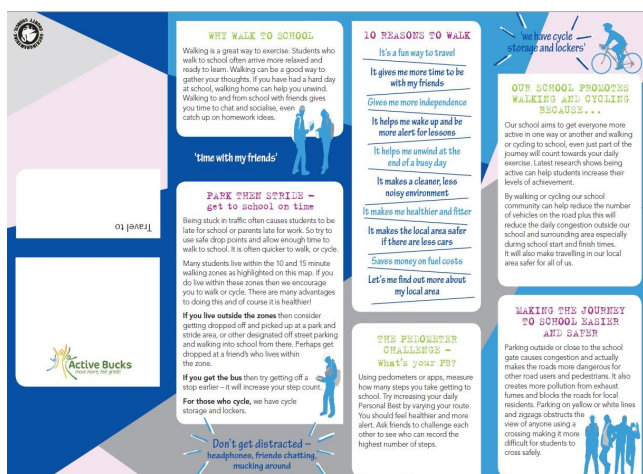 Travel to
Active Bucks
move more, feel great!
WHY WALK TO SCHOOL
Walking is a great way to exercise. Students who
walk to school often arrive more relaxed and
ready to learn. Walking can be a good way to
gather your thoughts. If you have had a hard day
at school, walking home can help you unwind.
Walking to and from school with friends gives
you time to chat and socialise, even
catch up on homework ideas.
'time with my friends'
PARK THEN STRIDE –
get to school on time
Being stuck in traffic often causes students to be
late for school or parents late for work. So try to
use safe drop points and allow enough time to
walk to school. It is often quicker to walk, or cycle.
Many students live within the 10 and 15 minute
walking zones as highlighted on this map. If you
do live within these zones then we encourage
you to walk or cycle. There are many advantages
to doing this and of course it is healthier!
If you live outside the zones then consider
getting dropped off and picked up at a park and
stride area, or other designated off street parking
and walking into school from there. Perhaps get
dropped at a friend's who lives within
the zone.
If you get the bus then try getting off a
stop earlier – it will increase your step count.
For those who cycle, we have cycle
storage and lockers.
Don't get distracted –
headphones, friends chatting,
mucking around
10 REASONS TO WALK
It's a fun way to travel
It gives me more time to be
with my friends
Gives me more independence
It helps me wake up and be
more alert for lessons
It helps me unwind at the
end of a busy day
It makes a cleaner, less
noisy environment
It makes me healthier and fitter
It makes the local area safer
if there are less cars
Saves money on fuel costs
Let's me find out more about
my local area
THE PEDOMETER
CHALLENGE –
What's your PB?
Using pedometers or apps, measure
how many steps you take getting to
school. Try increasing your daily
Personal Best by varying your route.
You should feel healthier and more
alert. Ask friends to challenge each
other to see who can record the
highest number of steps.
'we have cycle
storage and lockers'
OUR SCHOOL PROMOTES
WALKING AND CYCLING
BECAUSE...
Our school aims to get everyone more
active in one way or another and walking
or cycling to school, even just part of the
journey will count towards your daily
exercise. Latest research shows being
active can help students increase their
levels of achievement.
By walking or cycling our school
community can help reduce the number
of vehicles on the road plus this will
reduce the daily congestion outside our
school and surrounding area especially
during school start and finish times.
It will also make travelling in our local
area safer for all of us.
MAKING THE JOURNEY
TO SCHOOL EASIER
AND SAFER
Parking outside or close to the school
gate causes congestion and actually
makes the roads more dangerous for
other road users and pedestrians. It also
creates more pollution from exhaust
fumes and blocks the roads for local
residents. Parking on yellow or white lines
and zigzags obstructs the
view of anyone using a
crossing making it more
difficult for students to
cross safely.